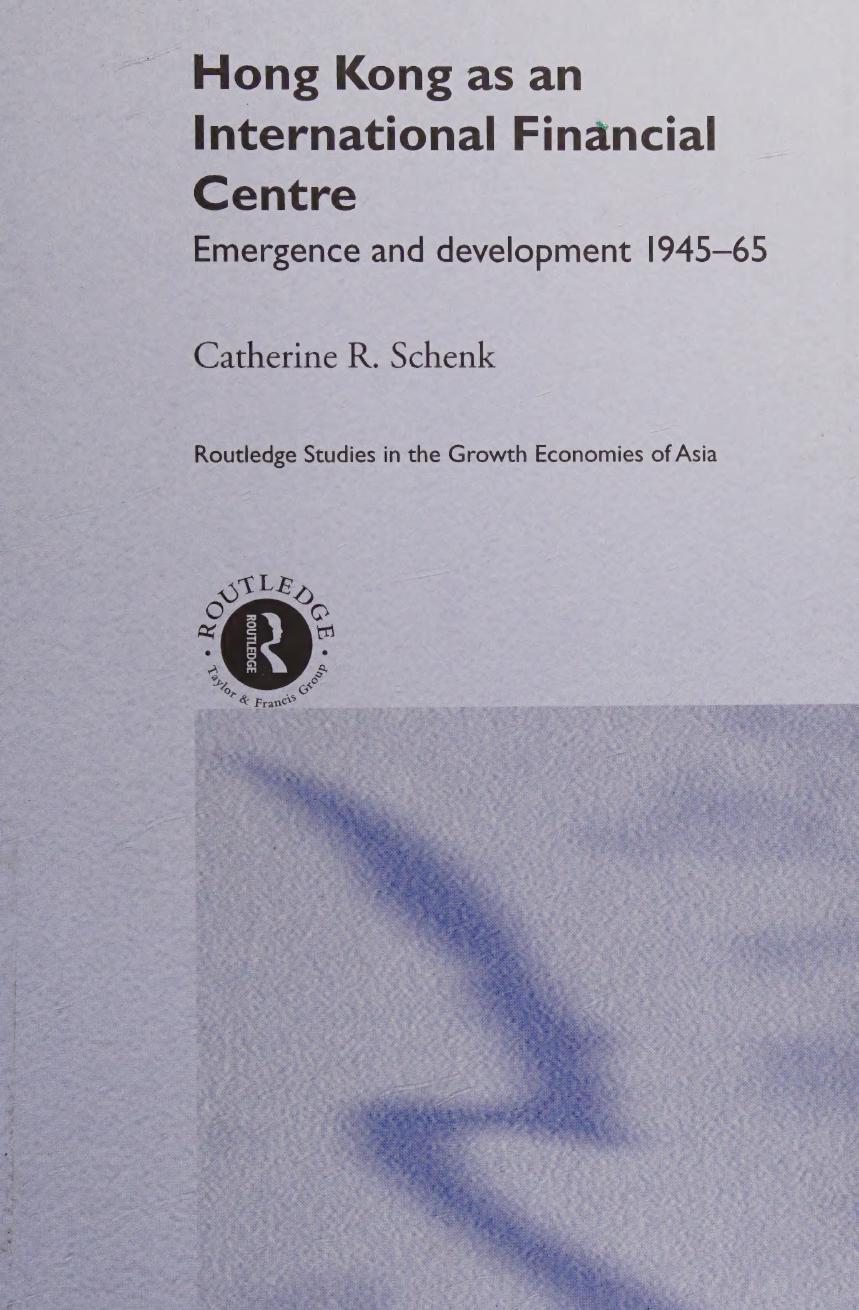 Hong Kong as an
International Financial
Centre
Emergence and development 1945–65
Catherine R. Schenk
Routledge Studies in the Growth Economies of Asia
ROUTLEDGE
ROUTLEDGE
Taylor & Francis Group